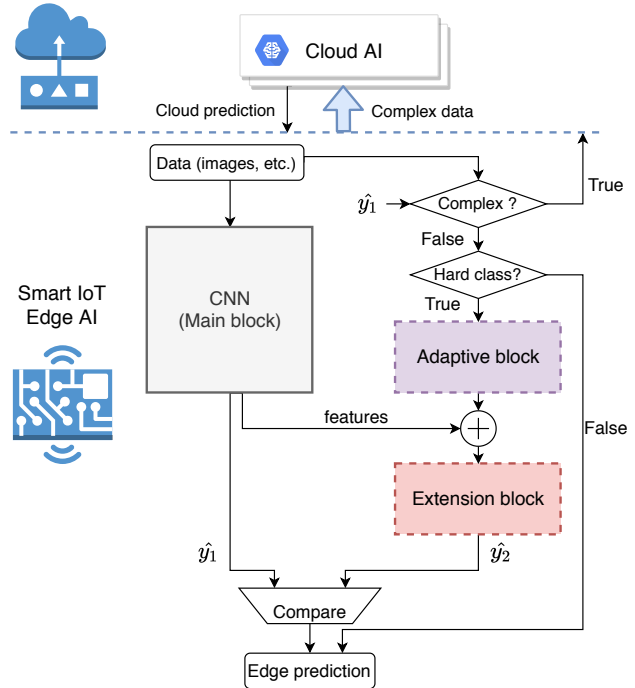 Cloud AI
Cloud prediction
Complex data
Data (images, etc.)
True
ŷ₁
Complex ?
False
Hard class?
True
CNN
(Main block)
Smart IoT
Edge AI
Adaptive block
features
False
Extension block
ŷ₁
ŷ₂
Compare
Edge prediction